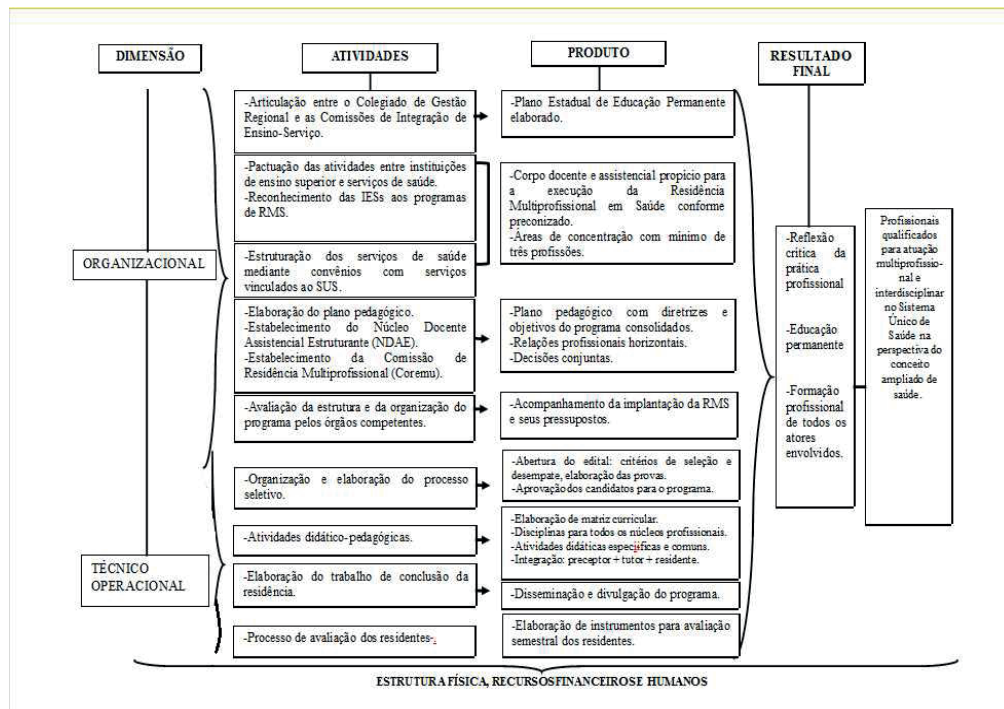 DIMENSÃO
ATIVIDADES
PRODUTO
RESULTADO
FINAL
ORGANIZACIONAL
-Articulação entre o Colegiado de Gestão
Regional e as Comissões de Integração de
Ensino-Serviço.
-Plano Estadual de Educação Permanente
elaborado.
-Pactuação das atividades entre instituições
de ensino superior e serviços de saúde.
-Reconhecimento das IESs aos programas
de RMS.
-Estruturação dos serviços de saúde
mediante convênios com serviços
vinculados ao SUS.
-Corpo docente e assistencial propício para
a execução da Residência
Multiprofissional em Saúde conforme
preconizado.
-Áreas de concentração com mínimo de
três profissões.
-Elaboração do plano pedagógico.
-Estabelecimento do Núcleo Docente
Assistencial Estruturante (NDAE).
-Estabelecimento da Comissão de
Residência Multiprofissional (Coremu).
-Plano pedagógico com diretrizes e
objetivos do programa consolidados.
-Relações profissionais horizontais.
-Decisões conjuntas.
-Avaliação da estrutura e da organização do
programa pelos órgãos competentes.
-Acompanhamento da implantação da RMS
e seus pressupostos.
TÉCNICO
OPERACIONAL
-Organização e elaboração do processo
seletivo.
-Abertura do edital: critérios de seleção e
desempate, elaboração das provas.
-Aprovação dos candidatos para o programa.
-Atividades didático-pedagógicas.
-Elaboração de matriz curricular.
-Disciplinas para todos os núcleos profissionais.
-Atividades didáticas específicas e comuns.
-Integração: preceptor + tutor + residente.
-Elaboração do trabalho de conclusão da
residência.
-Disseminação e divulgação do programa.
-Processo de avaliação dos residentes-.
-Elaboração de instrumentos para avaliação
semestral dos residentes.
-Reflexão
crítica da
prática
profissional
-Educação
permanente
-Formação
profissional
de todos os
atores
envolvidos.
Profissionais
qualificados
para atuação
multiprofissio-
nal e
interdisciplinar
no Sistema
Único de
Saúde na
perspectiva do
conceito
ampliado de
saúde.
ESTRUTURA FÍSICA, RECURSOS FINANCEIROS E HUMANOS